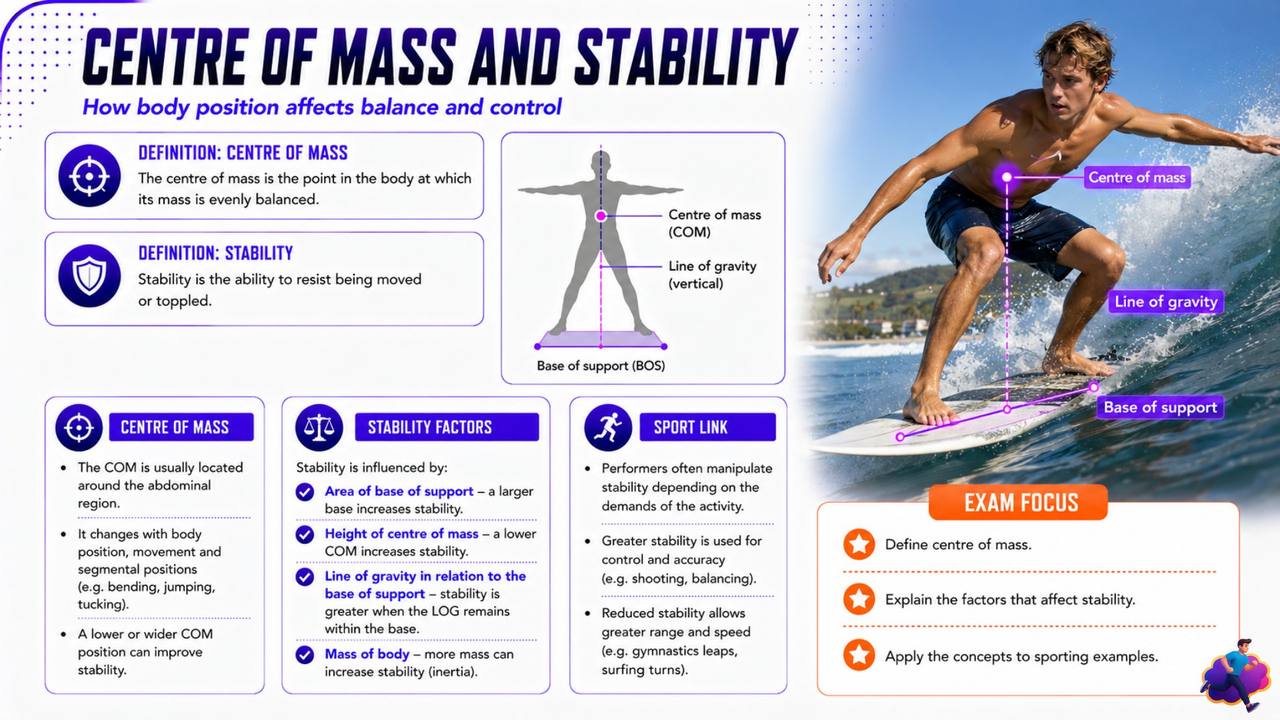 CENTRE OF MASS AND STABILITY
How body position affects balance and control
DEFINITION: CENTRE OF MASS
The centre of mass is the point in the body at which
its mass is evenly balanced.
DEFINITION: STABILITY
Stability is the ability to resist being moved
or toppled.
Centre of mass
(COM)
Line of gravity
(vertical)
Base of support (BOS)
Centre of mass
Line of gravity
Base of support
CENTRE OF MASS
• The COM is usually located
around the abdominal
region.
• It changes with body
position, movement and
segmental positions
(e.g. bending, jumping,
tucking).
• A lower or wider COM
position can improve
stability.
STABILITY FACTORS
Stability is influenced by:
Area of base of support – a larger
base increases stability.
Height of centre of mass – a lower
COM increases stability.
Line of gravity in relation to the
base of support – stability is
greater when the LOG remains
within the base.
Mass of body – more mass can
increase stability (inertia).
SPORT LINK
• Performers often manipulate
stability depending on the
demands of the activity.
• Greater stability is used for
control and accuracy
(e.g. shooting, balancing).
• Reduced stability allows
greater range and speed
(e.g. gymnastics leaps,
surfing turns).
EXAM FOCUS
Define centre of mass.
Explain the factors that affect stability.
Apply the concepts to sporting examples.